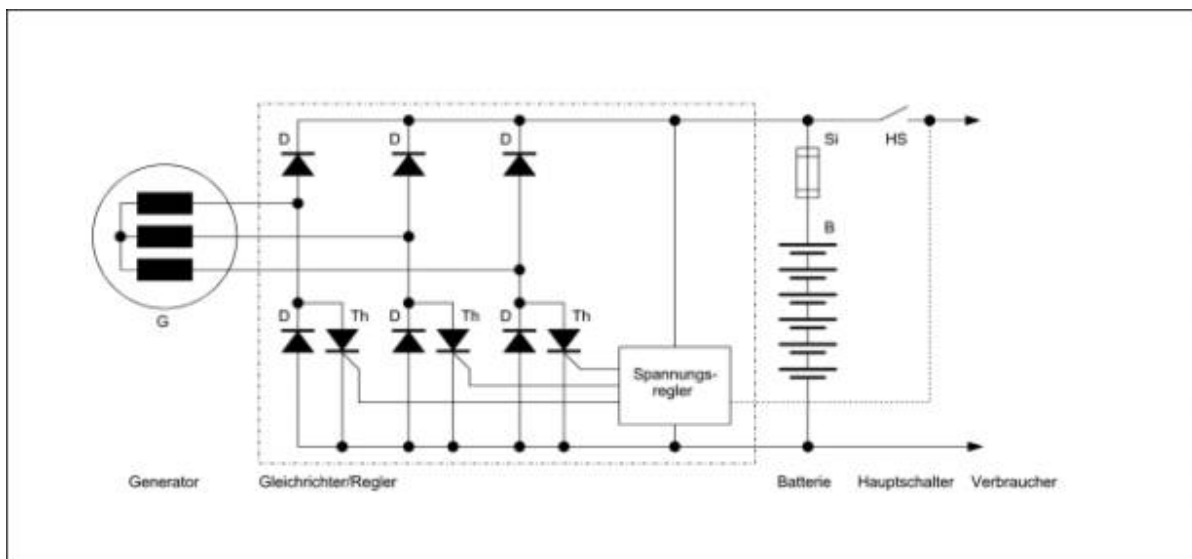 D
D
D
Si
HS
B
G
D
Th
D
Th
D
Th
Spannungs-
regler
Generator
Gleichrichter/Regler
Batterie
Hauptschalter
Verbraucher